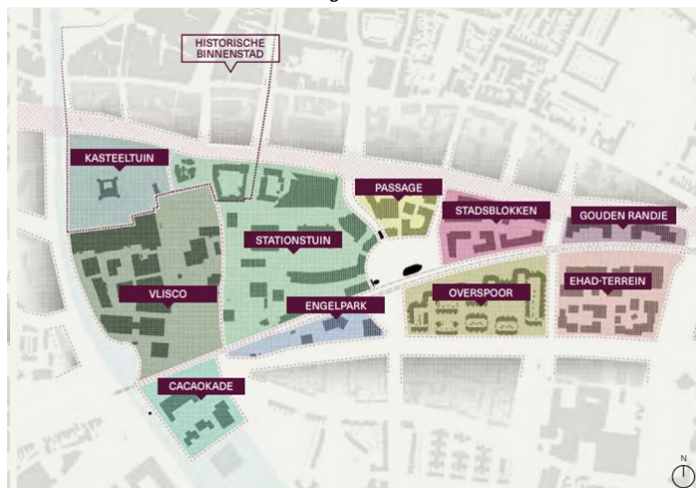 HISTORISCHE
BINNENSTAD
KASTEELTUIN
PASSAGE
STADSBLOKKEN
GOUDEN RANDJE
STATIONSTUIN
VLISCO
ENGELPARK
OVERSPOOR
EHAD-TERREIN
CACAOKADE
N